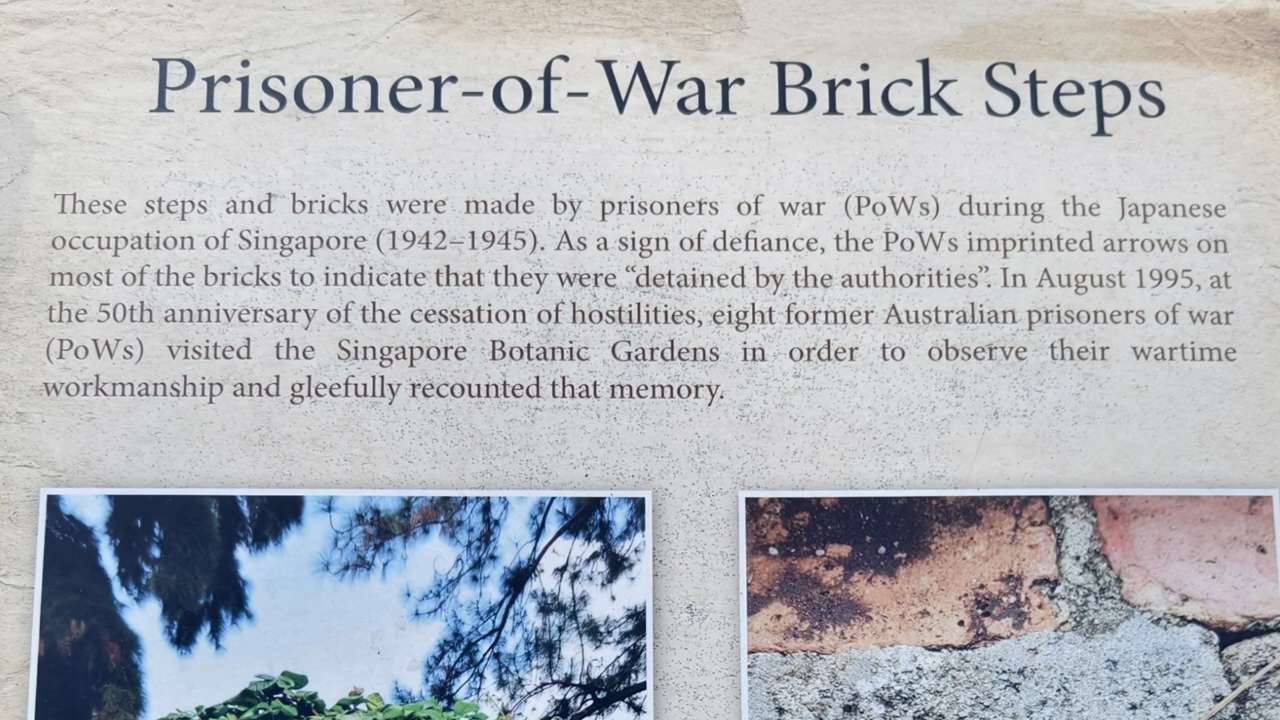 Prisoner-of-War Brick Steps
These steps and bricks were made by prisoners of war (PoWs) during the Japanese
occupation of Singapore (1942–1945). As a sign of defiance, the PoWs imprinted arrows on
most of the bricks to indicate that they were “detained by the authorities”. In August 1995, at
the 50th anniversary of the cessation of hostilities, eight former Australian prisoners of war
(PoWs) visited the Singapore Botanic Gardens in order to observe their wartime
workmanship and gleefully recounted that memory.